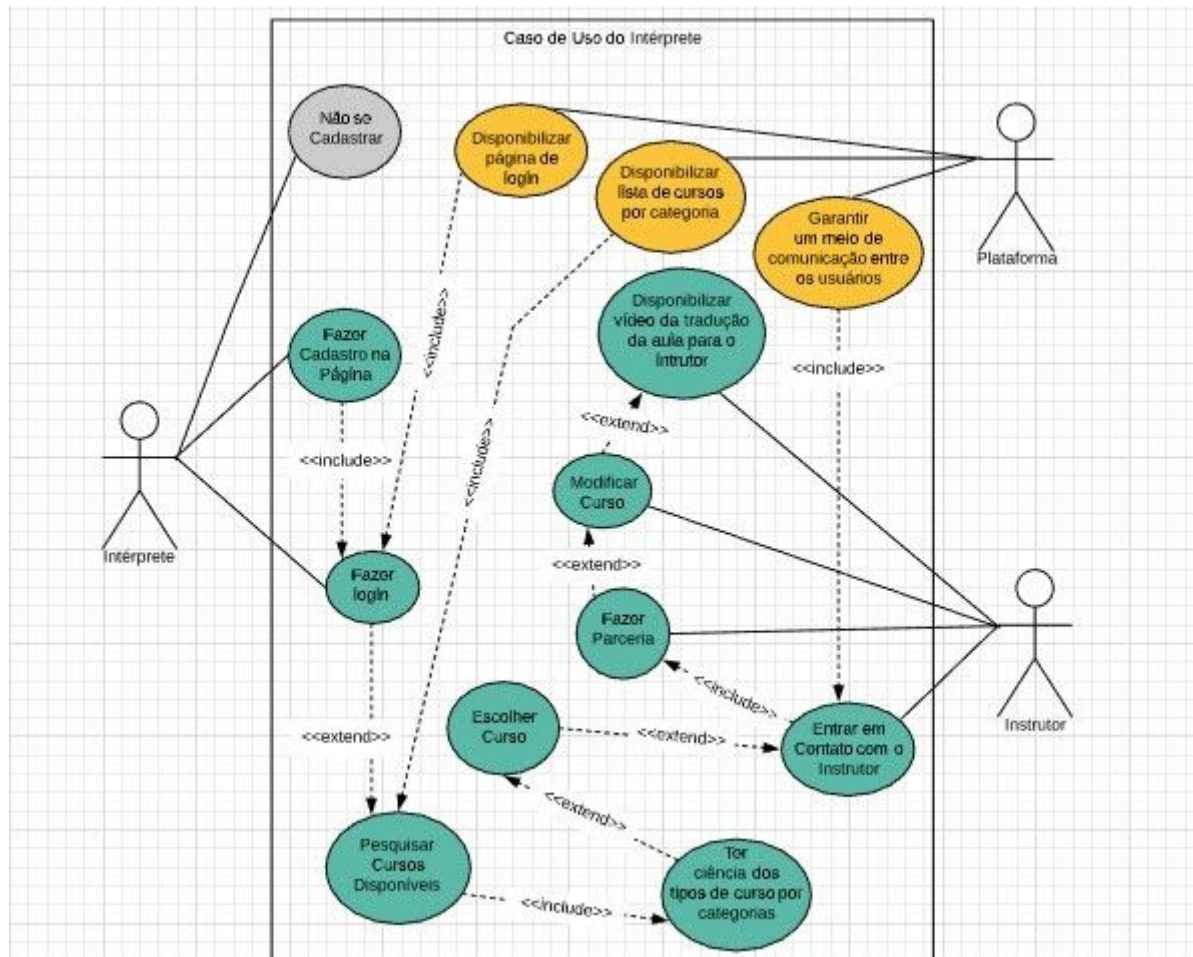 Caso de Uso do Intérprete
Não se
Cadastrar
Disponibilizar
página de
login
Disponibilizar
lista de cursos
por categoria
Garantir
um meio de
comunicação entre
os usuários
Plataforma
Disponibilizar
vídeo da tradução
da aula para o
Intrutor
Fazer
Cadastro na
Página
<<include>>
<<include>>
<<extend>>
<<include>>
<<include>>
Modificar
Curso
Intérprete
<<extend>>
Fazer
login
Fazer
Parceria
<<include>>
Instrutor
Escolher
Curso
<<extend>>
<<extend>>
Entrar em
Contato com o
Instrutor
<<extend>>
Pesquisar
Cursos
Disponíveis
Ter
ciência dos
tipos de curso por
categorias
<<include>>